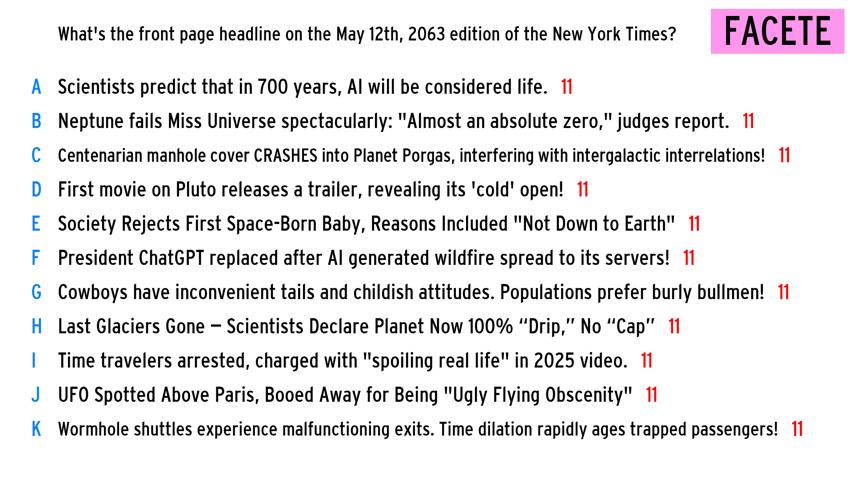 What's the front page headline on the May 12th, 2063 edition of the New York Times?
FACETE
A Scientists predict that in 700 years, AI will be considered life. 11
B Neptune fails Miss Universe spectacularly: "Almost an absolute zero," judges report. 11
C Centenarian manhole cover CRASHES into Planet Porgas, interfering with intergalactic interrelations! 11
D First movie on Pluto releases a trailer, revealing its 'cold' open! 11
E Society Rejects First Space-Born Baby, Reasons Included "Not Down to Earth" 11
F President ChatGPT replaced after AI generated wildfire spread to its servers! 11
G Cowboys have inconvenient tails and childish attitudes. Populations prefer burly bullmen! 11
H Last Glaciers Gone – Scientists Declare Planet Now 100% “Drip,” No “Cap” 11
I Time travelers arrested, charged with "spoiling real life" in 2025 video. 11
J UFO Spotted Above Paris, Booed Away for Being "Ugly Flying Obscenity" 11
K Wormhole shuttles experience malfunctioning exits. Time dilation rapidly ages trapped passengers! 11